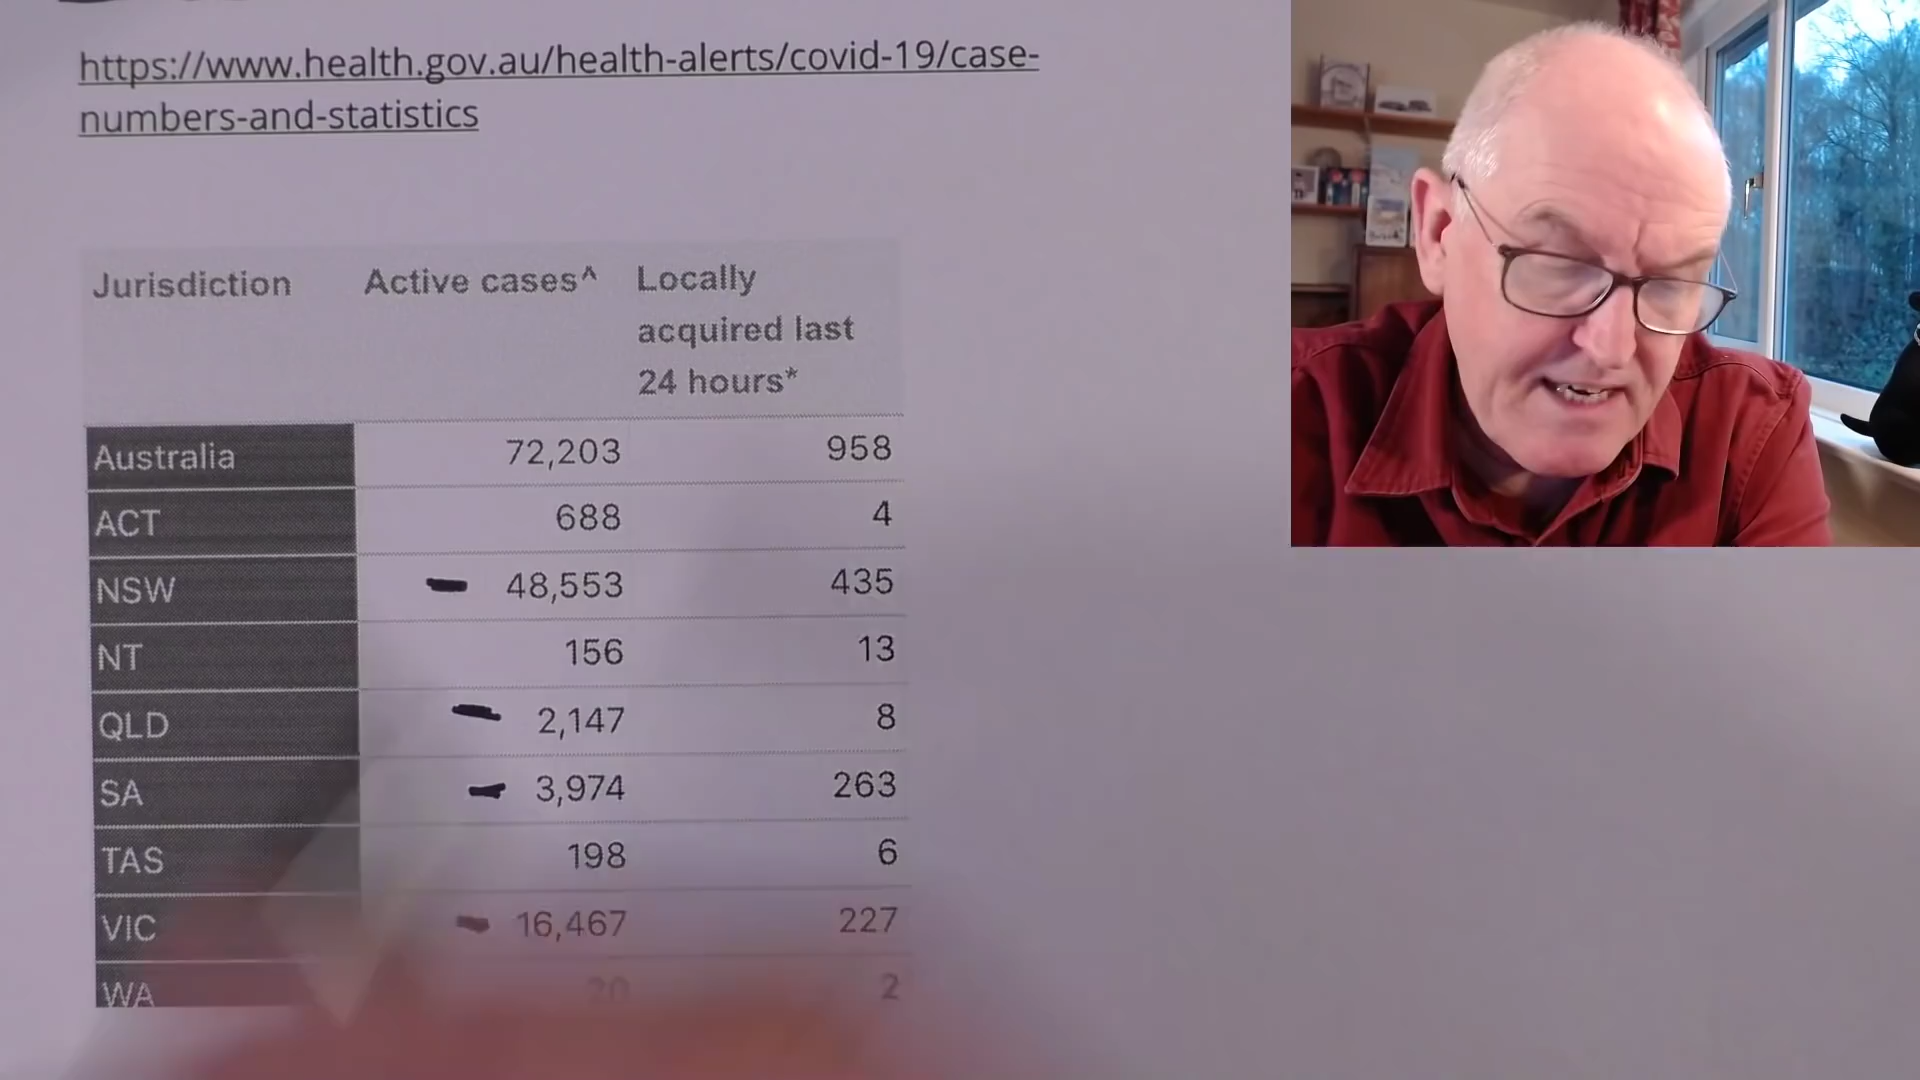 https://www.health.gov.au/health-alerts/covid-19/case-
numbers-and-statistics
Jurisdiction Active cases^ Locally
acquired last
24 hours*
Australia 72,203 958
ACT 688 4
NSW 48,553 435
NT 156 13
QLD 2,147 8
SA 3,974 263
TAS 198 6
VIC 16,467 227
WA 20 2